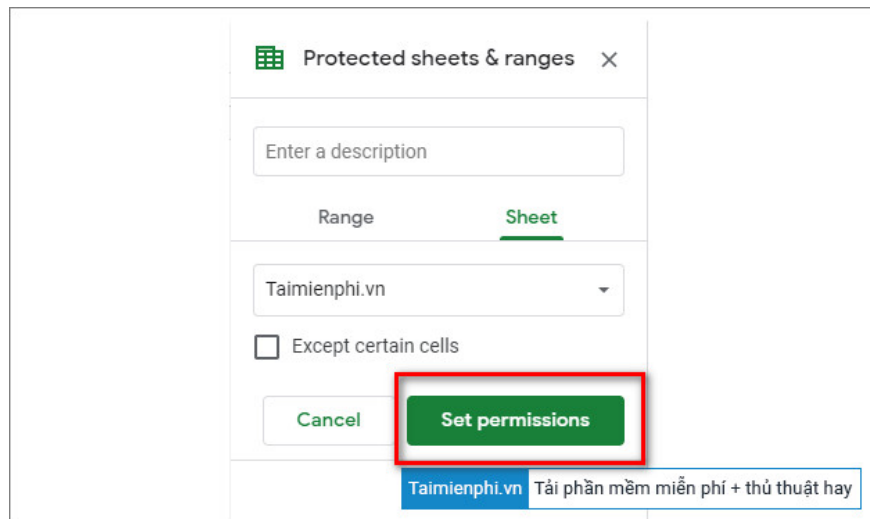 Protected sheets & ranges
Enter a description
Range Sheet
Taimienphi.vn
Except certain cells
Cancel Set permissions
Taimienphi.vn Tải phần mềm miễn phí + thủ thuật hay